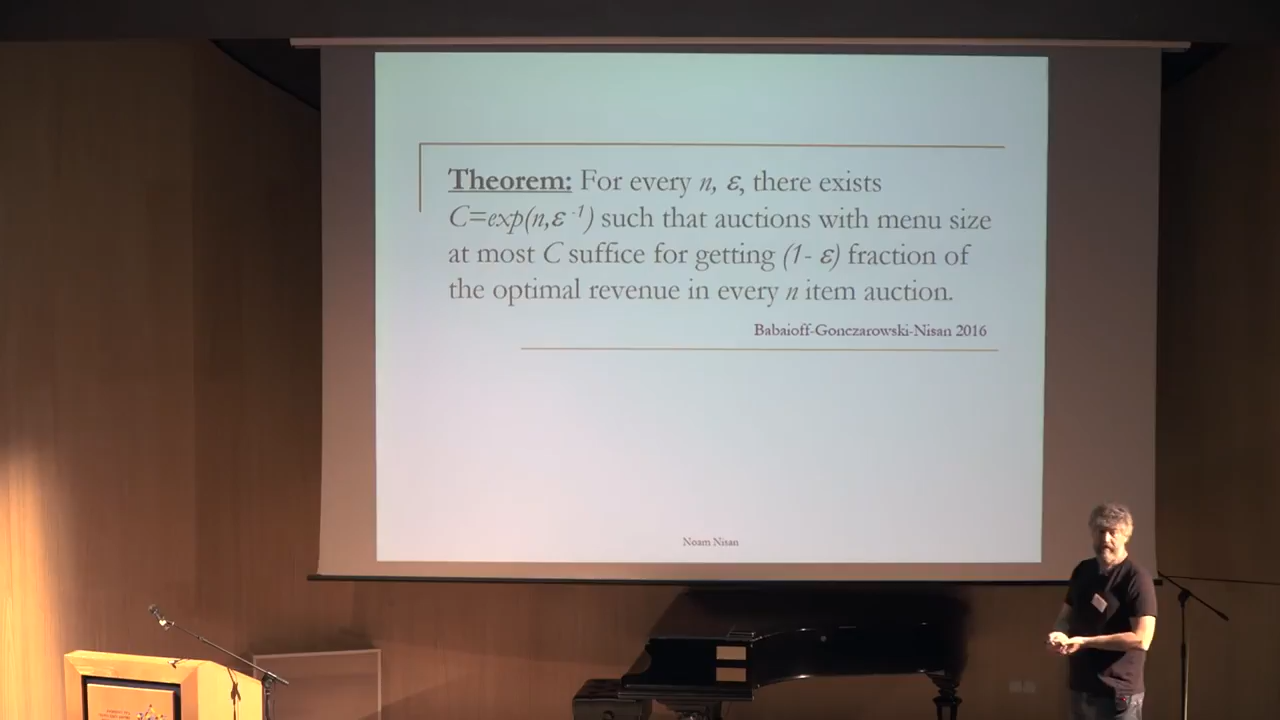 Theorem: For every n, ε, there exists
C=exp(n,ε⁻¹) such that auctions with menu size
at most C suffice for getting (1- ε) fraction of
the optimal revenue in every n item auction.
Babaioff-Gonczarowski-Nisan 2016
Noam Nisan